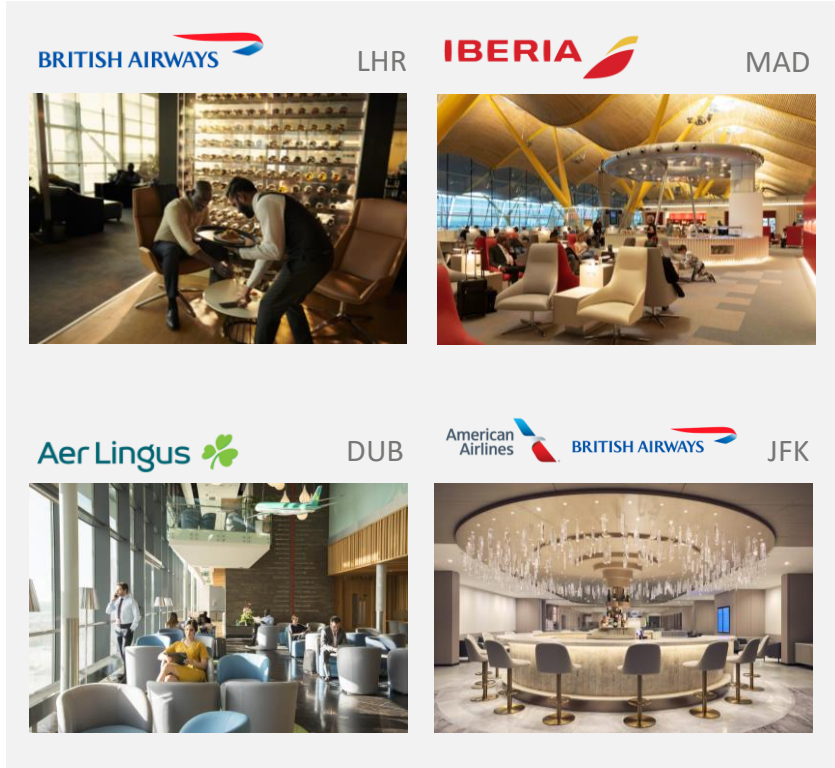 BRITISH AIRWAYS
LHR
IBERIA
MAD
Aer Lingus
DUB
American
Airlines
BRITISH AIRWAYS
JFK